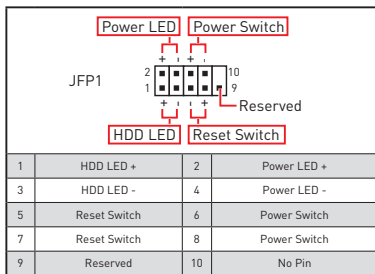 Power LED Power Switch
+ - + -
JFP1
2 10
1 9
+ - - +
Reserved
HDD LED Reset Switch
1 HDD LED + 2 Power LED +
3 HDD LED - 4 Power LED -
5 Reset Switch 6 Power Switch
7 Reset Switch 8 Power Switch
9 Reserved 10 No Pin